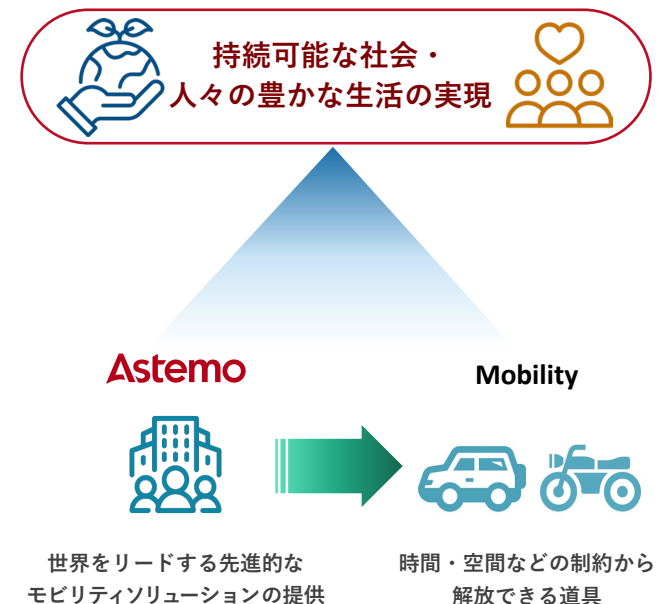 持続可能な社会・
人々の豊かな生活の実現
Astemo
Mobility
世界をリードする先進的な
モビリティソリューションの提供
時間・空間などの制約から
解放できる道具